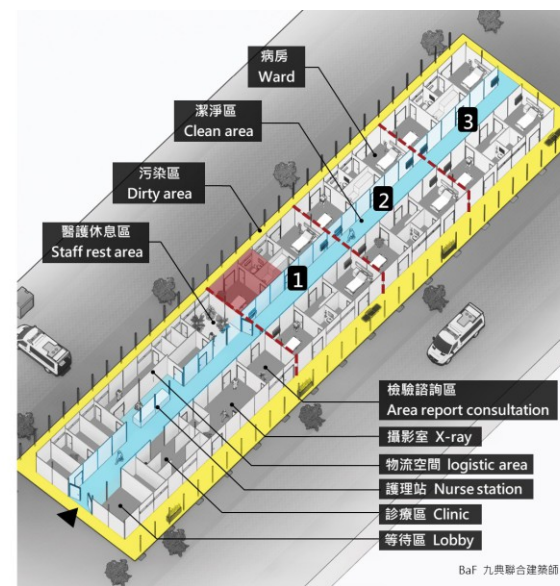 病房
Ward
潔淨區
Clean area
污染區
Dirty area
醫護休息區
Staff rest area
3
2
1
檢驗諮詢區
Area report consultation
攝影室 X-ray
物流空間 logistic area
護理站 Nurse station
診療區 Clinic
等待區 Lobby
BaF 九典聯合建築師